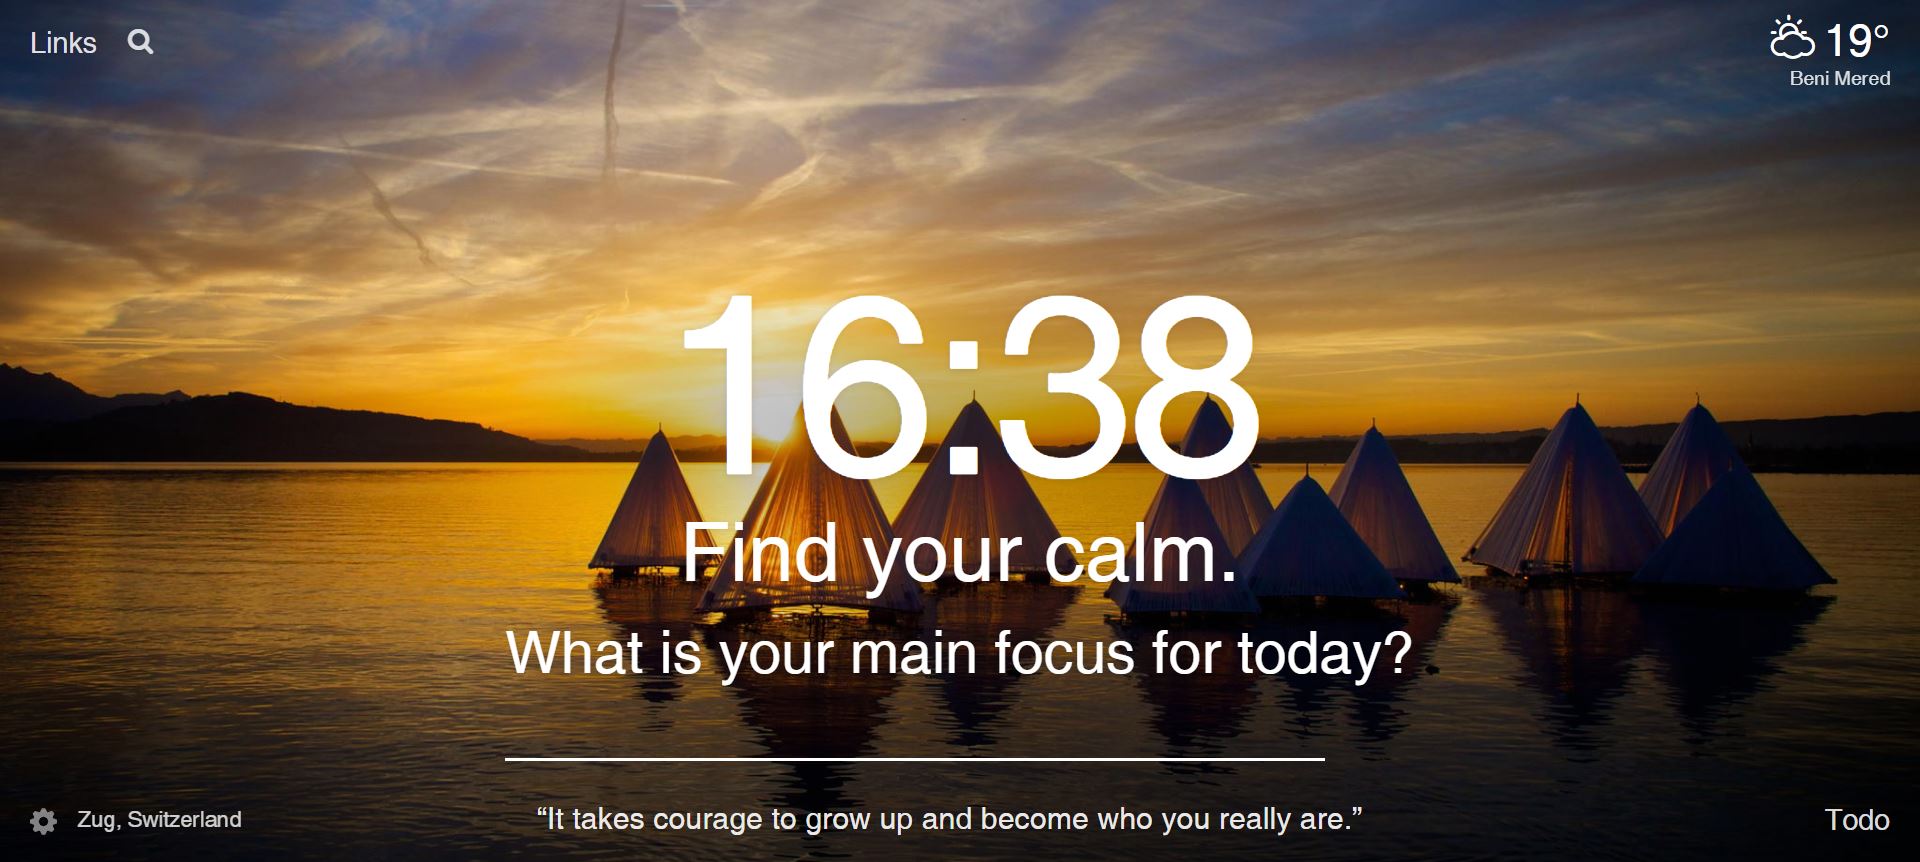 Links
19°
Beni Mered
16:38
Find your calm.
What is your main focus for today?
“It takes courage to grow up and become who you really are.”
Zug, Switzerland
Todo